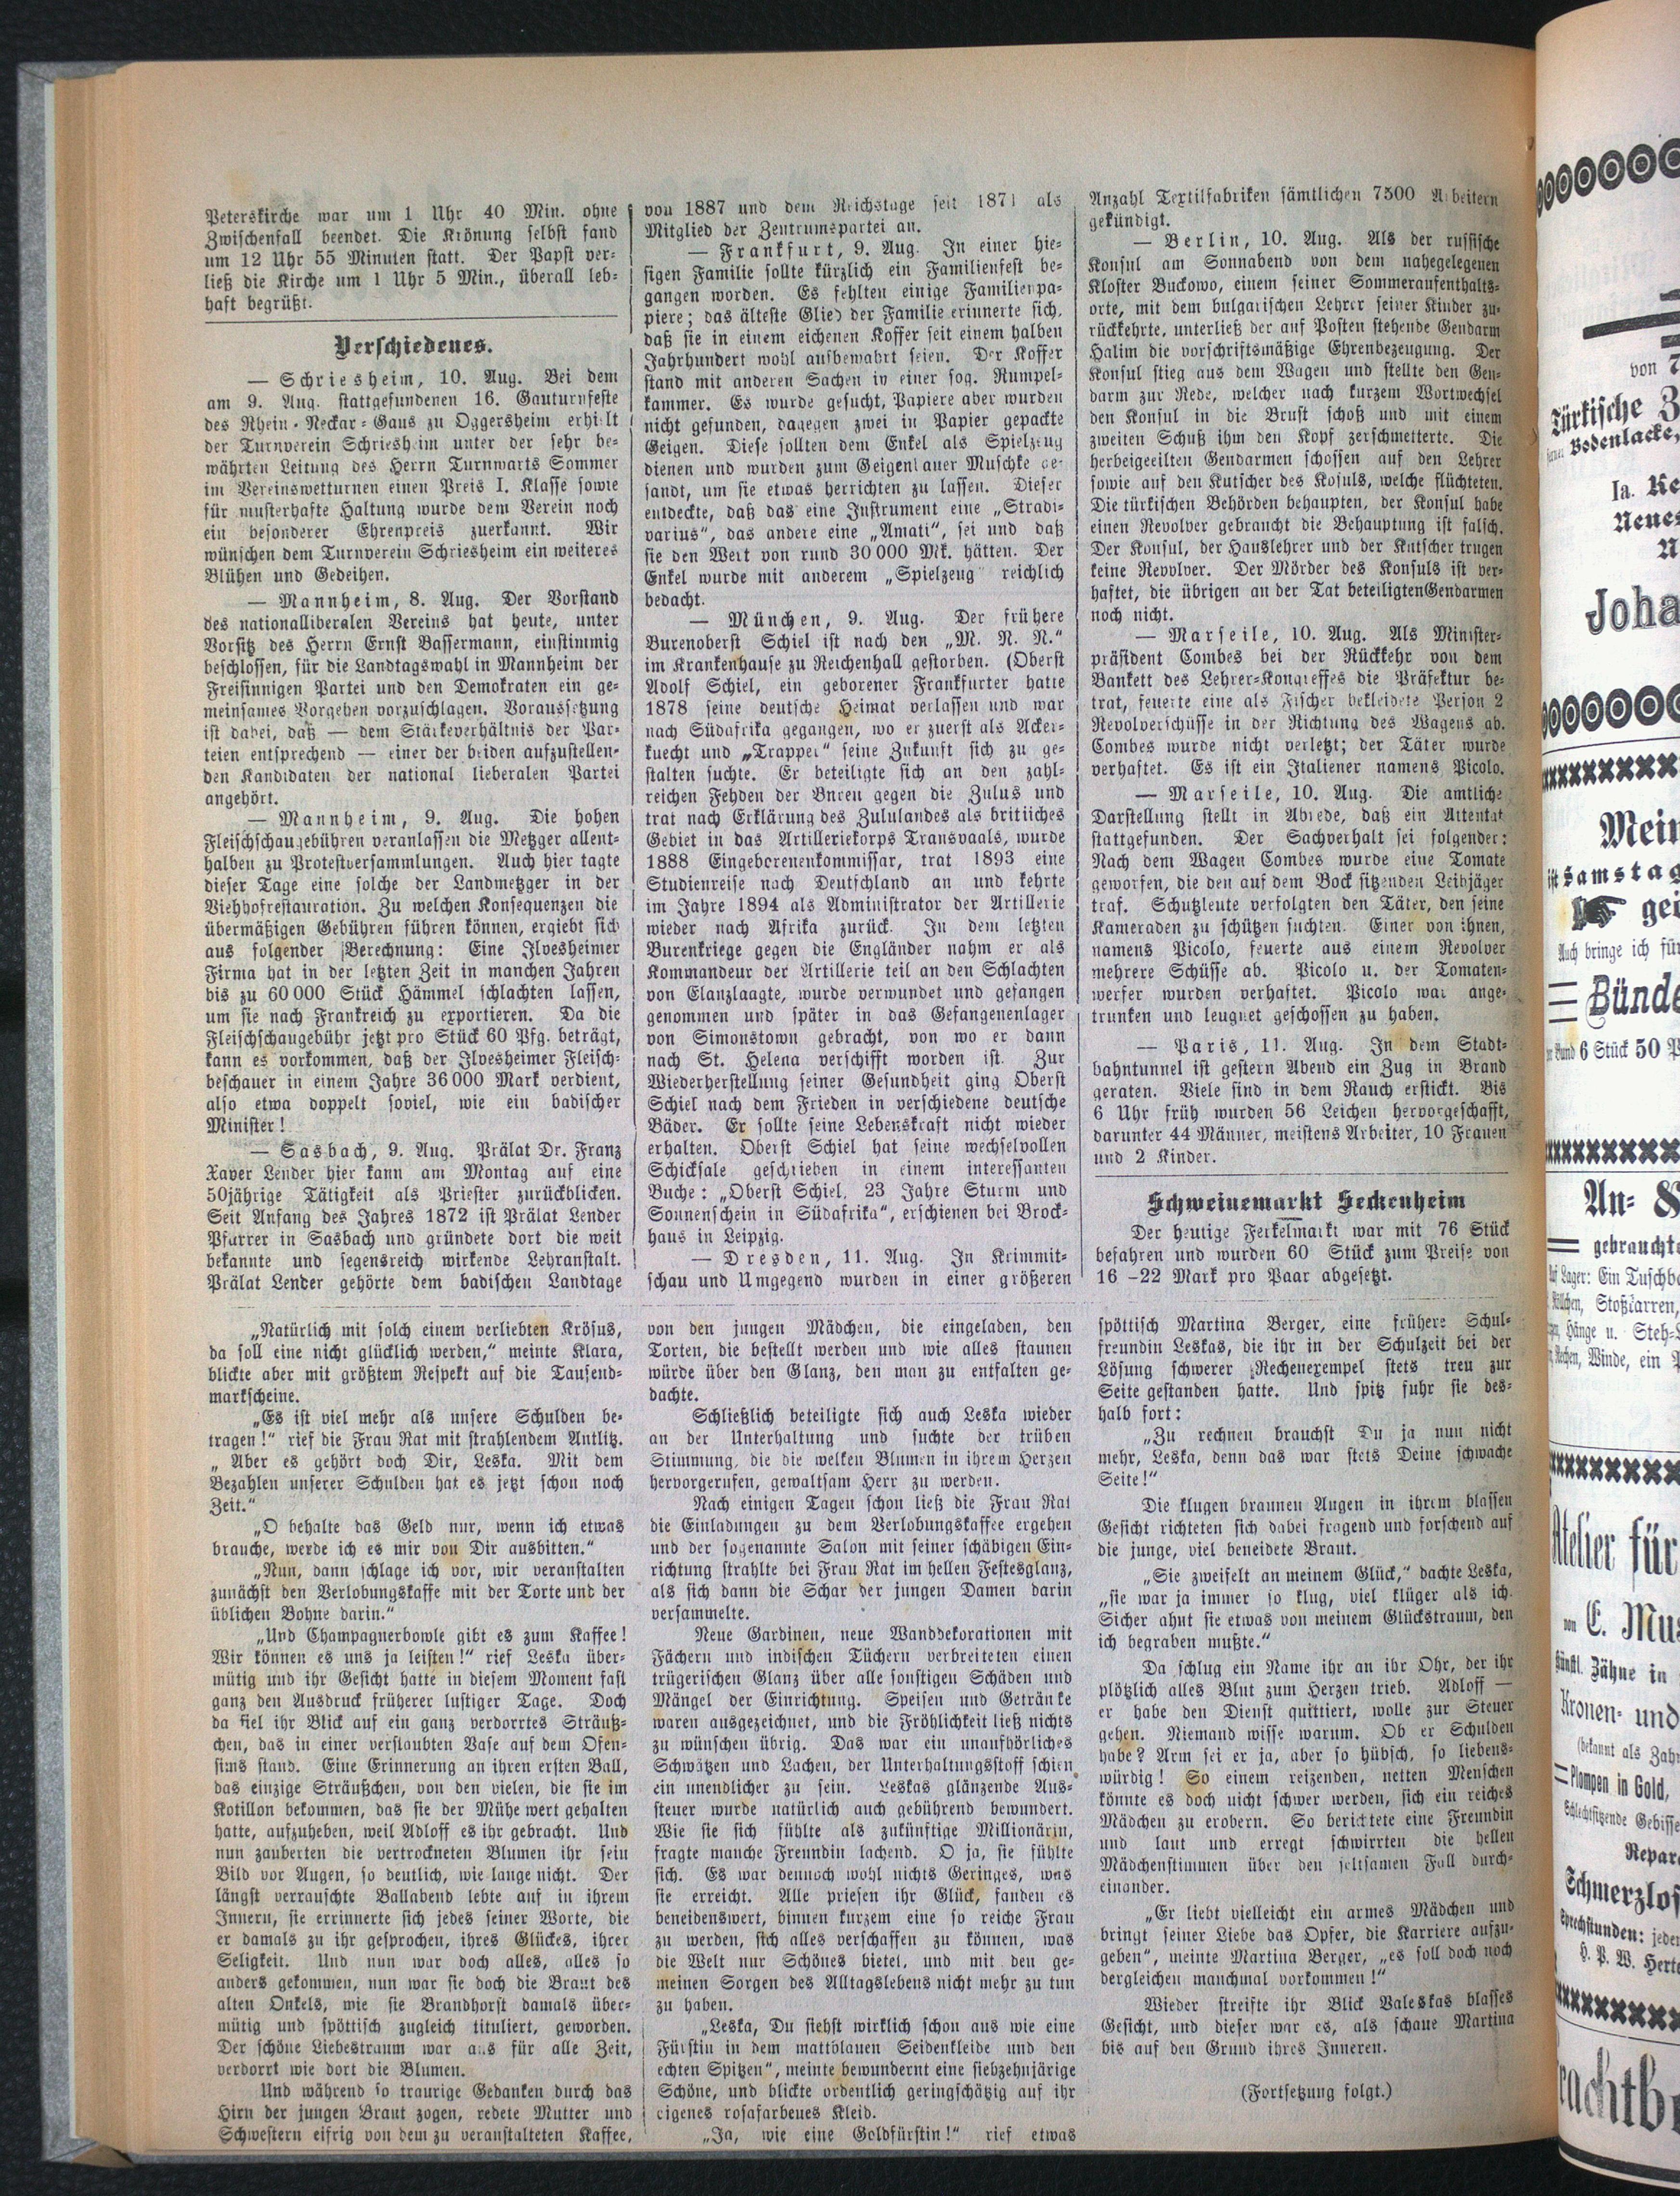 Peterskirche war um 1 Uhr 40 Min. ohne
Zwischenfall beendet. Die Krönung selbst fand
um 12 Uhr 55 Minuten statt. Der Papst ver-
ließ die Kirche um 1 Uhr 5 Min., überall leb-
haft begrüßt.
Verschiedenes.
— Schriesheim, 10. Aug. Bei dem
am 9. Aug. stattgefundenen 16. Gauturnfeste
des Rhein-Neckar-Gaus zu Oggersheim erhielt
der Turnverein Schriesheim unter der sehr be-
währten Leitung des Herrn Turnwarts Sommer
im Vereinswetturnen einen Preis I. Klasse sowie
für musterhafte Haltung wurde dem Verein noch
ein besonderer Ehrenpreis zuerkannt. Wir
wünschen dem Turnverein Schriesheim ein weiteres
Blühen und Gedeihen.
— Mannheim, 8. Aug. Der Vorstand
des nationalliberalen Vereins hat heute, unter
Vorsitz des Herrn Ernst Bassermann, einstimmig
beschlossen, für die Landtagswahl in Mannheim der
Freisinnigen Partei und den Demokraten ein ge-
meinsames Vorgehen vorzuschlagen. Voraussetzung
ist dabei, daß — dem Stärkeverhältnis der Par-
teien entsprechend — einer der beiden aufzustellen-
den Kandidaten der national lieberalen Partei
angehört.
— Mannheim, 9. Aug. Die hohen
Fleischschaugebühren veranlassen die Metzger allent-
halben zu Protestversammlungen. Auch hier tagte
dieser Tage eine solche der Landmetzger in der
Viehhofrestauration. Zu welchen Konsequenzen die
übermäßigen Gebühren führen können, ergiebt sich
aus folgender Berechnung: Eine Ilvesheimer
Firma hat in der letzten Zeit in manchen Jahren
bis zu 60 000 Stück Hämmel schlachten lassen,
um sie nach Frankreich zu exportieren. Da die
Fleischschaugebühr jetzt pro Stück 60 Pfg. beträgt,
kann es vorkommen, daß der Ilvesheimer Fleisch-
beschauer in einem Jahre 36 000 Mark verdient,
also etwa doppelt soviel, wie ein badischer
Minister!
— Sasbach, 9. Aug. Prälat Dr. Franz
Xaver Lender hier kann am Montag auf eine
50jährige Tätigkeit als Priester zurückblicken.
Seit Anfang des Jahres 1872 ist Prälat Lender
Pfarrer in Sasbach und gründete dort die weit
bekannte und segensreich wirkende Lehranstalt.
Prälat Lender gehörte dem badischen Landtage
von 1887 und dem Reichstage seit 1871 als
Mitglied der Zentrumspartei an.
— Frankfurt, 9. Aug. In einer hie-
sigen Familie sollte kürzlich ein Familienfest be-
gangen worden. Es fehlten einige Familienpa-
piere; das älteste Glied der Familie erinnerte sich,
daß sie in einem eichenen Koffer seit einem halben
Jahrhundert wohl aufbewahrt seien. Der Koffer
stand mit anderen Sachen in einer sog. Rumpel-
kammer. Es wurde gesucht, Papiere aber wurden
nicht gefunden, dagegen zwei in Papier gepackte
Geigen. Diese sollten dem Enkel als Spielzeug
dienen und wurden zum Geigenbauer Muschke ge-
sandt, um sie etwas herrichten zu lassen. Dieser
entdeckte, daß das eine Instrument eine „Stradi-
varius“, das andere eine „Amati“, sei und daß
sie den Wert von rund 30 000 Mk. hätten. Der
Enkel wurde mit anderem „Spielzeug“ reichlich
bedacht.
— München, 9. Aug. Der frühere
Burenoberst Schiel ist nach den „M. N. N.“
im Krankenhause zu Reichenhall gestorben. (Oberst
Adolf Schiel, ein geborener Frankfurter hatte
1878 seine deutsche Heimat verlassen und war
nach Südafrika gegangen, wo er zuerst als Acker-
knecht und „Trapper“ seine Zukunft sich zu ge-
stalten suchte. Er beteiligte sich an den zahl-
reichen Fehden der Bnren gegen die Zulus und
trat nach Erklärung des Zululandes als britiiches
Gebiet in das Artilleriekorps Transvaals, wurde
1888 Eingeborenenkommissar, trat 1893 eine
Studienreise nach Deutschland an und kehrte
im Jahre 1894 als Administrator der Artillerie
wieder nach Afrika zurück. In dem letzten
Burenkriege gegen die Engländer nahm er als
Kommandeur der Artillerie teil an den Schlachten
von Elanzlaagte, wurde verwundet und gefangen
genommen und später in das Gefangenenlager
von Simonstown gebracht, von wo er dann
nach St. Helena verschifft worden ist. Zur
Wiederherstellung seiner Gesundheit ging Oberst
Schiel nach dem Frieden in verschiedene deutsche
Bäder. Er sollte seine Lebenskraft nicht wieder
erhalten. Oberst Schiel hat seine wechselvollen
Schicksale geschrieben in einem interessanten
Buche: „Oberst Schiel, 23 Jahre Sturm und
Sonnenschein in Südafrika“, erschienen bei Brock-
haus in Leipzig.
— Dresden, 11. Aug. In Krimmit-
schau und Umgegend wurden in einer größeren
Anzahl Textilfabriken sämtlichen 7500 Arbeitern
gekündigt.
— Berlin, 10. Aug. Als der russische
Konsul am Sonnabend von dem nahegelegenen
Kloster Buckowo, einem seiner Sommeraufenthalts-
orte, mit dem bulgarischen Lehrer seiner Kinder zu-
rückkehrte, unterließ der auf Posten stehende Gendarm
Halim die vorschriftsmäßige Ehrenbezeugung. Der
Konsul stieg aus dem Wagen und stellte den Gen-
darm zur Rede, welcher nach kurzem Wortwechsel
den Konsul in die Brust schoß und mit einem
zweiten Schuß ihm den Kopf zerschmetterte. Die
herbeigeeilten Gendarmen schossen auf den Lehrer
sowie auf den Kutscher des Kosuls, welche flüchteten.
Die türkischen Behörden behaupten, der Konsul habe
einen Revolver gebraucht die Behauptung ist falsch.
Der Konsul, der Hauslehrer und der Kutscher trugen
keine Revolver. Der Mörder des Konsuls ist ver-
haftet, die übrigen an der Tat beteiligtenGendarmen
noch nicht.
— Marseile, 10. Aug. Als Minister-
präsident Combes bei der Rückkehr von dem
Bankett des Lehrer-Kongresses die Präfektur be-
trat, feuerte eine als Fischer bekleidete Person 2
Revolverschüsse in der Richtung des Wagens ab.
Combes wurde nicht verletzt; der Täter wurde
verhaftet. Es ist ein Italiener namens Picolo.
— Marseile, 10. Aug. Die amtliche
Darstellung stellt in Abrede, daß ein Attentat
stattgefunden. Der Sachverhalt sei folgender:
Nach dem Wagen Combes wurde eine Tomate
geworfen, die den auf dem Bock sitzenden Leibjäger
traf. Schutzleute verfolgten den Täter, den seine
Kameraden zu schützen suchten. Einer von ihnen,
namens Picolo, feuerte aus einem Revolver
mehrere Schüsse ab. Picolo u. der Tomaten-
werfer wurden verhaftet. Picolo war ange-
trunken und leugnet geschossen zu haben.
— Paris, 11. Aug. In dem Stadt-
bahntunnel ist gestern Abend ein Zug in Brand
geraten. Viele sind in dem Rauch erstickt. Bis
6 Uhr früh wurden 56 Leichen hervorgeschafft,
darunter 44 Männer, meistens Arbeiter, 10 Frauen
und 2 Kinder.
Schweinemarkt Seckenheim
Der heutige Ferkelmarkt war mit 76 Stück
befahren und wurden 60 Stück zum Preise von
16 –22 Mark pro Paar abgesetzt.
„Natürlich mit solch einem verliebten Krösus,
da soll eine nicht glücklich werden,“ meinte Klara,
blickte aber mit größtem Respekt auf die Tausend-
markscheine.
„Es ist viel mehr als unsere Schulden be-
tragen!“ rief die Frau Rat mit strahlendem Antlitz.
„ Aber es gehört doch Dir, Leska. Mit dem
Bezahlen unserer Schulden hat es jetzt schon noch
Zeit.“
„O behalte das Geld nur, wenn ich etwas
brauche, werde ich es mir von Dir ausbitten.“
„Nun, dann schlage ich vor, wir veranstalten
zunächst den Verlobungskaffe mit der Torte und der
üblichen Bohne darin.“
„Und Champagnerbowle gibt es zum Kaffee!
Wir können es uns ja leisten!“ rief Leska über-
mütig und ihr Gesicht hatte in diesem Moment fast
ganz den Ausdruck früherer lustiger Tage. Doch
da fiel ihr Blick auf ein ganz verdorrtes Sträuß-
chen, das in einer verstaubten Vase auf dem Ofen-
sims stand. Eine Erinnerung an ihren ersten Ball,
das einzige Sträußchen, von den vielen, die sie im
Kotillon bekommen, das sie der Mühe wert gehalten
hatte, aufzuheben, weil Adloff es ihr gebracht. Und
nun zauberten die vertrockneten Blumen ihr sein
Bild vor Augen, so deutlich, wie lange nicht. Der
längst verrauschte Ballabend lebte auf in ihrem
Innern, sie errinnerte sich jedes seiner Worte, die
er damals zu ihr gesprochen, ihres Glückes, ihrer
Seligkeit. Und nun war doch alles, alles so
anders gekommen, nun war sie doch die Braut des
alten Onkels, wie sie Brandhorst damals über-
mütig und spöttisch zugleich tituliert, geworden.
Der schöne Liebestraum war aus für alle Zeit,
verdorrt wie dort die Blumen.
Und während so traurige Gedanken durch das
Hirn der jungen Braut zogen, redete Mutter und
Schwestern eifrig von dem zu veranstalteten Kaffee,
von den jungen Mädchen, die eingeladen, den
Torten, die bestellt werden und wie alles staunen
würde über den Glanz, den man zu entfalten ge-
dachte.
Schließlich beteiligte sich auch Leska wieder
an der Unterhaltung und suchte der trüben
Stimmung, die die welken Blumen in ihrem Herzen
hervorgerufen, gewaltsam Herr zu werden.
Nach einigen Tagen schon ließ die Frau Rat
die Einladungen zu dem Verlobungskaffee ergehen
und der sogenannte Salon mit seiner schäbigen Ein-
richtung strahlte bei Frau Rat im hellen Festesglanz,
als sich dann die Schar der jungen Damen darin
versammelte.
Neue Gardinen, neue Wanddekorationen mit
Fächern und indischen Tüchern verbreiteten einen
trügerischen Glanz über alle sonstigen Schäden und
Mängel der Einrichtung. Speisen und Getränke
waren ausgezeichnet, und die Fröhlichkeit ließ nichts
zu wünschen übrig. Das war ein unaufhörliches
Schwätzen und Lachen, der Unterhaltungsstoff schien
ein unendlicher zu sein. Leskas glänzende Aus-
steuer wurde natürlich auch gebührend bewundert.
Wie sie sich fühlte als zukünftige Millionärin,
fragte manche Freundin lachend. O ja, sie fühlte
sich. Es war dennoch wohl nichts Geringes, was
sie erreicht. Alle priesen ihr Glück, fanden es
beneidenswert, binnen kurzem eine so reiche Frau
zu werden, sich alles verschaffen zu können, was
die Welt nur Schönes bietet, und mit den ge-
meinen Sorgen des Alltagslebens nicht mehr zu tun
zu haben.
„Leska, Du siehst wirklich schon aus wie eine
Fürstin in dem mattblauen Seidenkleide und den
echten Spitzen“, meinte bewundernt eine siebzehnjärige
Schöne, und blickte ordentlich geringschätzig auf ihr
eigenes rosafarbenes Kleid.
„Ja, wie eine Goldfürstin!“ rief etwas
spöttisch Martina Berger, eine frühere Schul-
freundin Leskas, die ihr in der Schulzeit bei der
Lösung schwerer Rechenexempel stets treu zur
Seite gestanden hatte. Und spitz fuhr sie des-
halb fort:
„Zu rechnen brauchst Du ja nun nicht
mehr, Leska, denn das war stets Deine schwache
Seite!“
Die klugen braunen Augen in ihrem blassen
Gesicht richteten sich dabei fragend und forschend auf
die junge, viel beneidete Braut.
„Sie zweifelt an meinem Glück,“ dachte Leska,
„sie war ja immer so klug, viel klüger als ich.
Sicher ahnt sie etwas von meinem Glückstraum, den
ich begraben mußte.“
Da schlug ein Name ihr an ihr Ohr, der ihr
plötzlich alles Blut zum Herzen trieb. Adloff —
er habe den Dienst quittiert, wolle zur Steuer
gehen. Niemand wisse warum. Ob er Schulden
habe? Arm sei er ja, aber so hübsch, so liebens-
würdig! So einem reizenden, netten Menschen
könnte es doch nicht schwer werden, sich ein reiches
Mädchen zu erobern. So berichtete eine Freundin
und laut und erregt schwirrten die hellen
Mädchenstimmen über den seltsamen Fall durch-
einander.
„Er liebt vielleicht ein armes Mädchen und
bringt seiner Liebe das Opfer, die Karriere aufzu-
geben“, meinte Martina Berger, „es soll doch noch
dergleichen manchmal vorkommen!“
Wieder streifte ihr Blick Valeskas blasses
Gesicht, und dieser war es, als schaue Martina
bis auf den Grund ihres Inneren.
(Fortsetzung folgt.)
von 7
Türkische
Bodenlacke,
Ia.
Neues
Joha
Mein
ist Samstag
Auch bringe ich für
Bünde
6 Stück 50
An- &
gebrauchte
Lager: Ein
Stoßkarren,
Hänge u. Steh-
Winde, ein
Atelier für
von E. Mus
Zähne in
Kronen- und
(bekannt als
Plomben in Gold,
Schlechtsitzende Gebisse
Schmerzlos
Sprechstunden:
H. P. W.